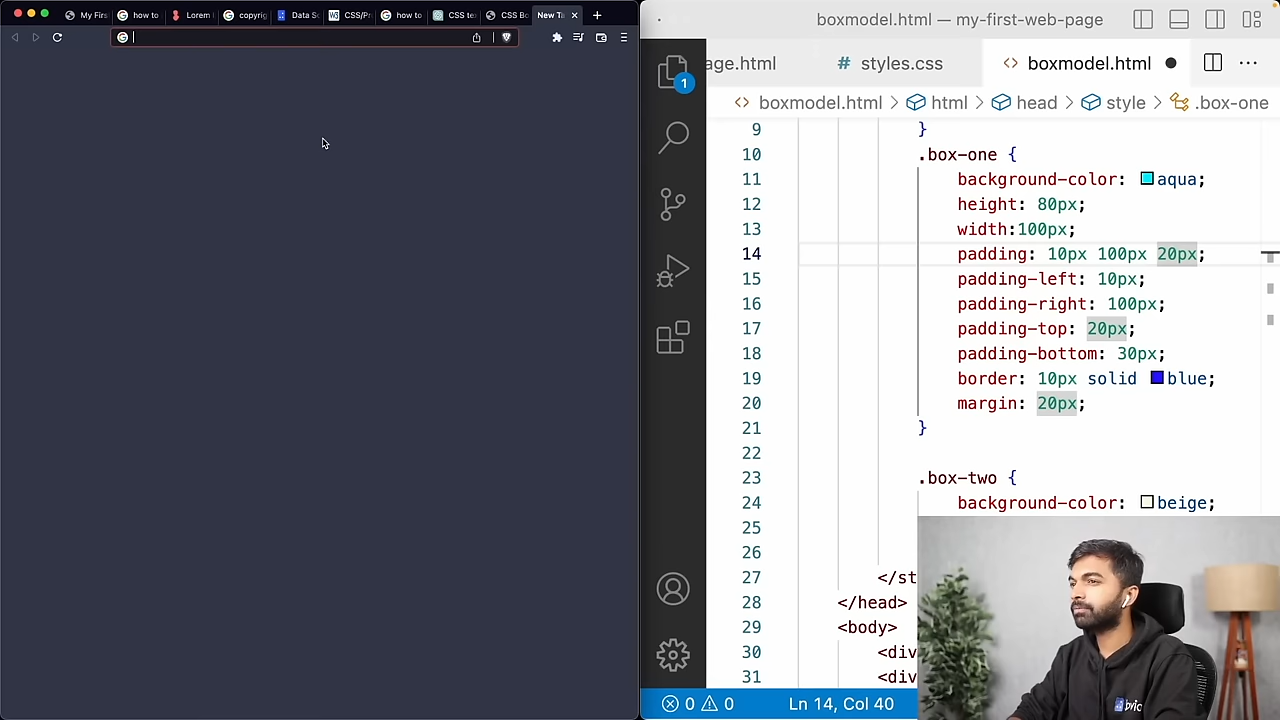 My Firs
how to
Lorem I
copyrig
Data Sc
CSS/Pr
how to
CSS tex
CSS Bo
New Ta
boxmodel.html — my-first-web-page
age.html
# styles.css
<> boxmodel.html
1
<> boxmodel.html > html > head > style > .box-one
9 }
10 .box-one {
11 background-color: aqua;
12 height: 80px;
13 width:100px;
14 padding: 10px 100px 20px;
15 padding-left: 10px;
16 padding-right: 100px;
17 padding-top: 20px;
18 padding-bottom: 30px;
19 border: 10px solid blue;
20 margin: 20px;
21 }
22
23 .box-two {
24 background-color: beige;
25
26
27 </st
28 </head>
29 <body>
30 <div
31 <div
0 0
Ln 14, Col 40